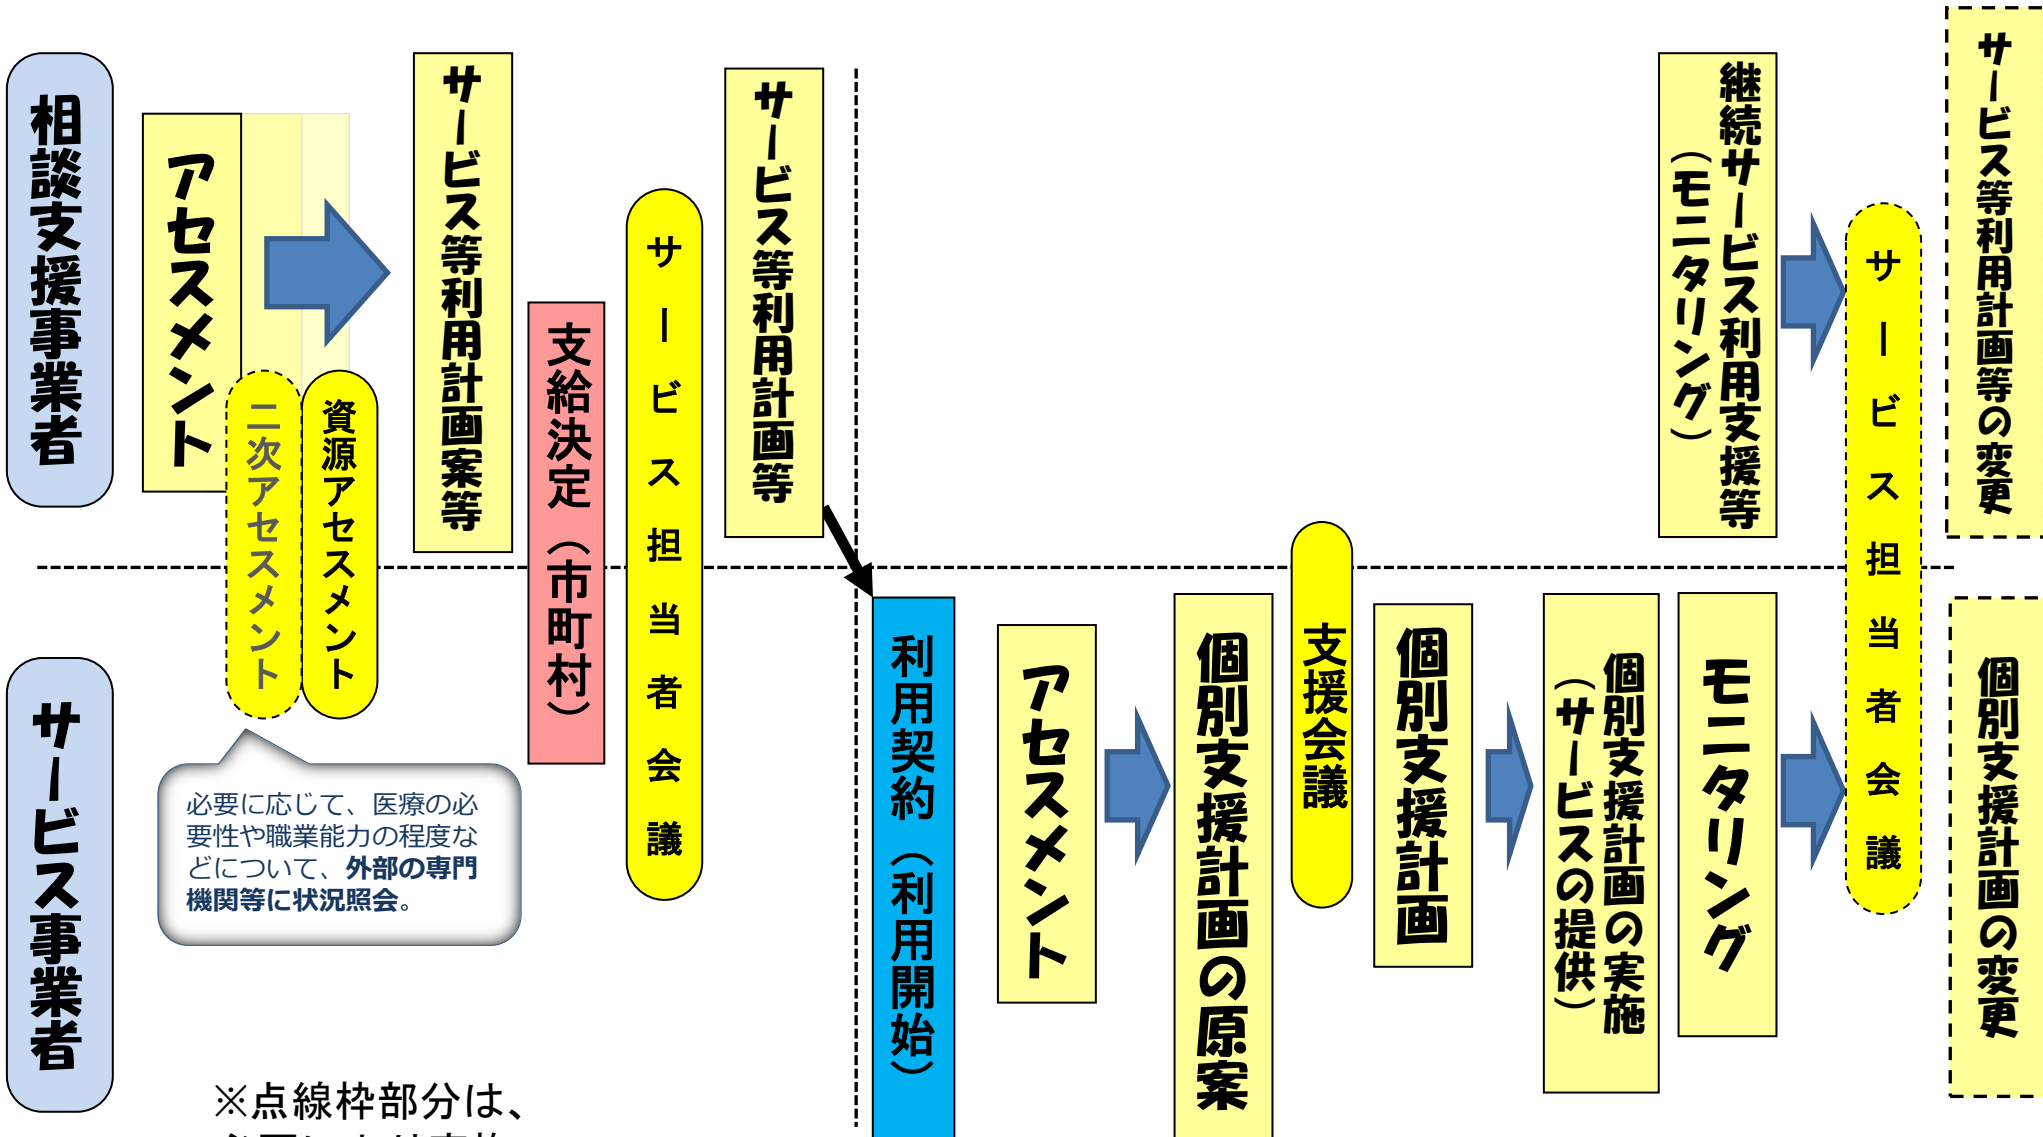 相談支援事業者
アセスメント
二次アセスメント
資源アセスメント
サービス等利用計画案等
支給決定（市町村）
サービス担当者会議
サービス等利用計画等
継続サービス利用支援等
（モニタリング）
サービス担当者会議
サービス等利用計画等の変更
サービス事業者
必要に応じて、医療の必
要性や職業能力の程度な
どについて、外部の専門
機関等に状況照会。
利用契約（利用開始）
アセスメント
個別支援計画の原案
支援会議
個別支援計画
個別支援計画の実施
（サービスの提供）
モニタリング
個別支援計画の変更
※点線枠部分は、